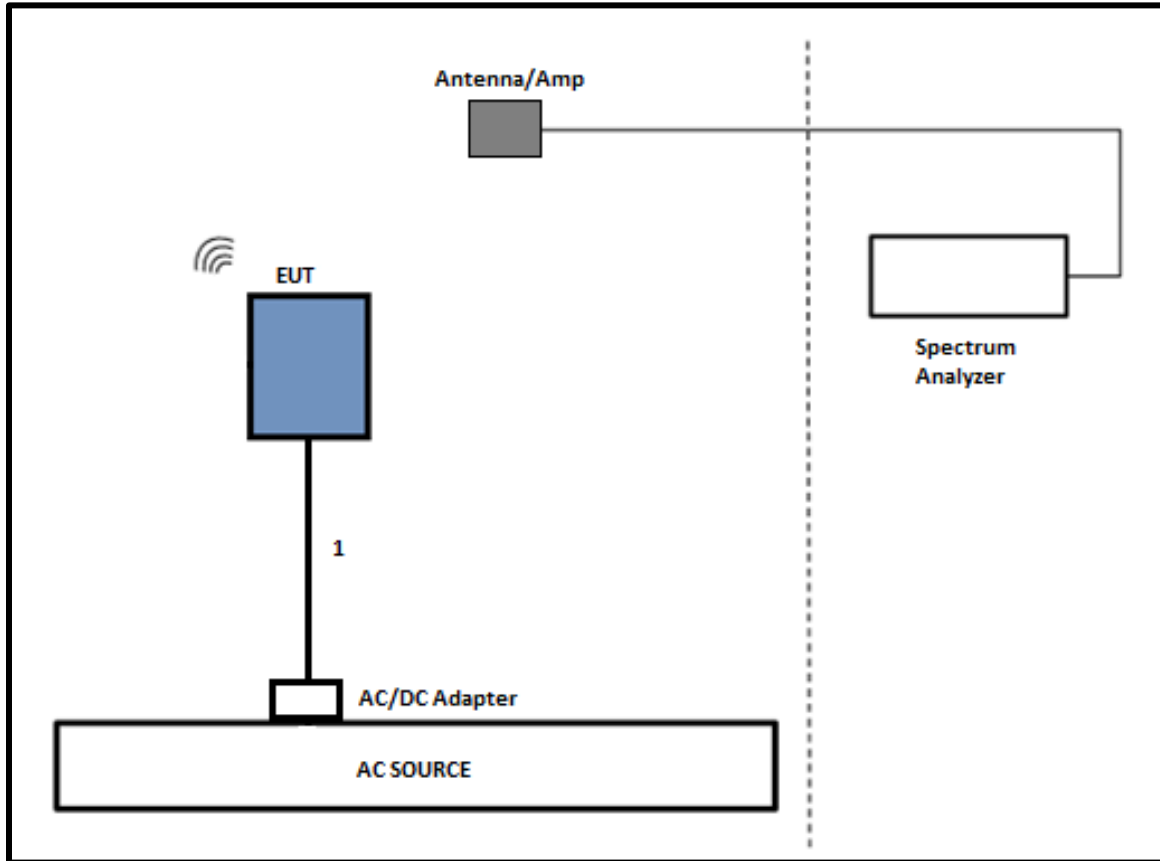 Antenna/Amp
EUT
Spectrum
Analyzer
1
AC/DC Adapter
AC SOURCE